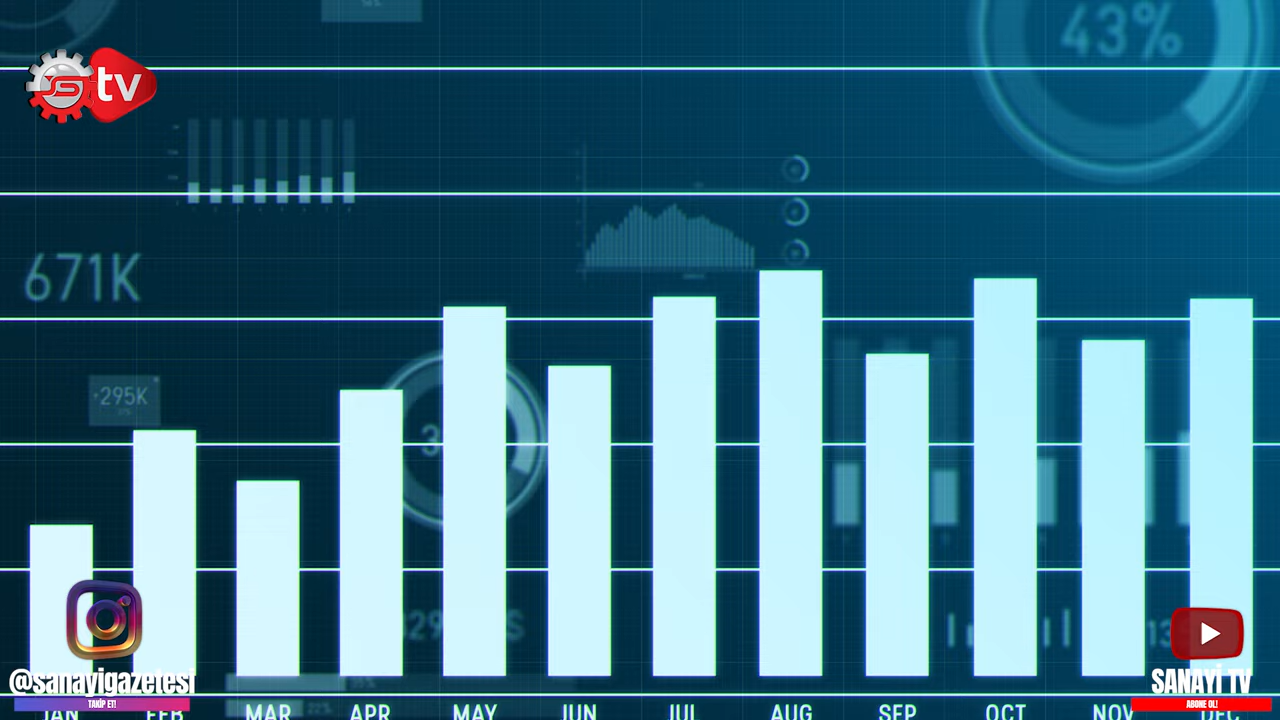 43%
tv
671K
-295K
@sanayigazetesi
TAKİP ET!
SANAYİ TV
ABONE OL!
JAN FEB MAR APR MAY JUN JUL AUG SEP OCT NOV DEC